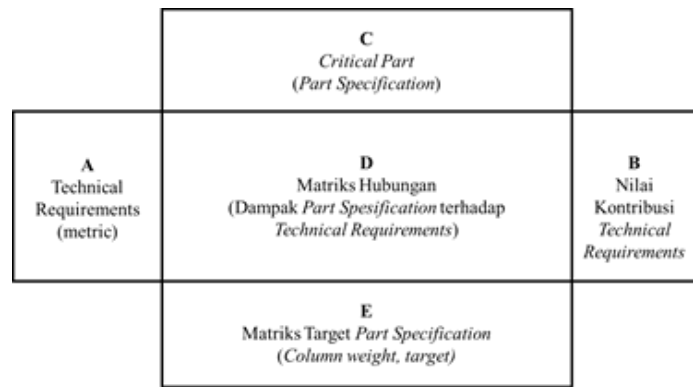 C
Critical Part
(Part Specification)
A
Technical
Requirements
(metric)
D
Matriks Hubungan
(Dampak Part Spesification terhadap
Technical Requirements)
B
Nilai
Kontribusi
Technical
Requirements
E
Matriks Target Part Specification
(Column weight, target)